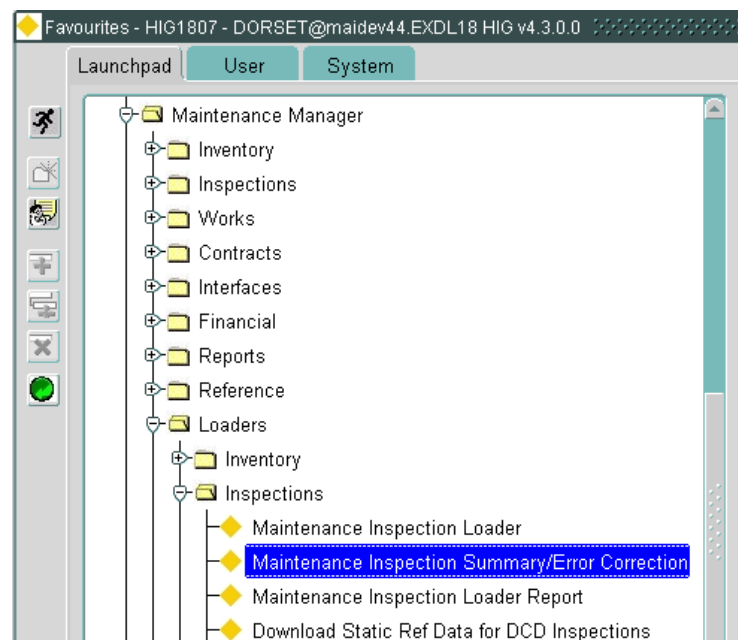 Favourites - HIG1807 - DORSET@maidev44.EXDL18 HIG v4.3.0.0
Launchpad User System
Maintenance Manager
Inventory
Inspections
Works
Contracts
Interfaces
Financial
Reports
Reference
Loaders
Inventory
Inspections
Maintenance Inspection Loader
Maintenance Inspection Summary/Error Correction
Maintenance Inspection Loader Report
Download Static Ref Data for DCD Inspections